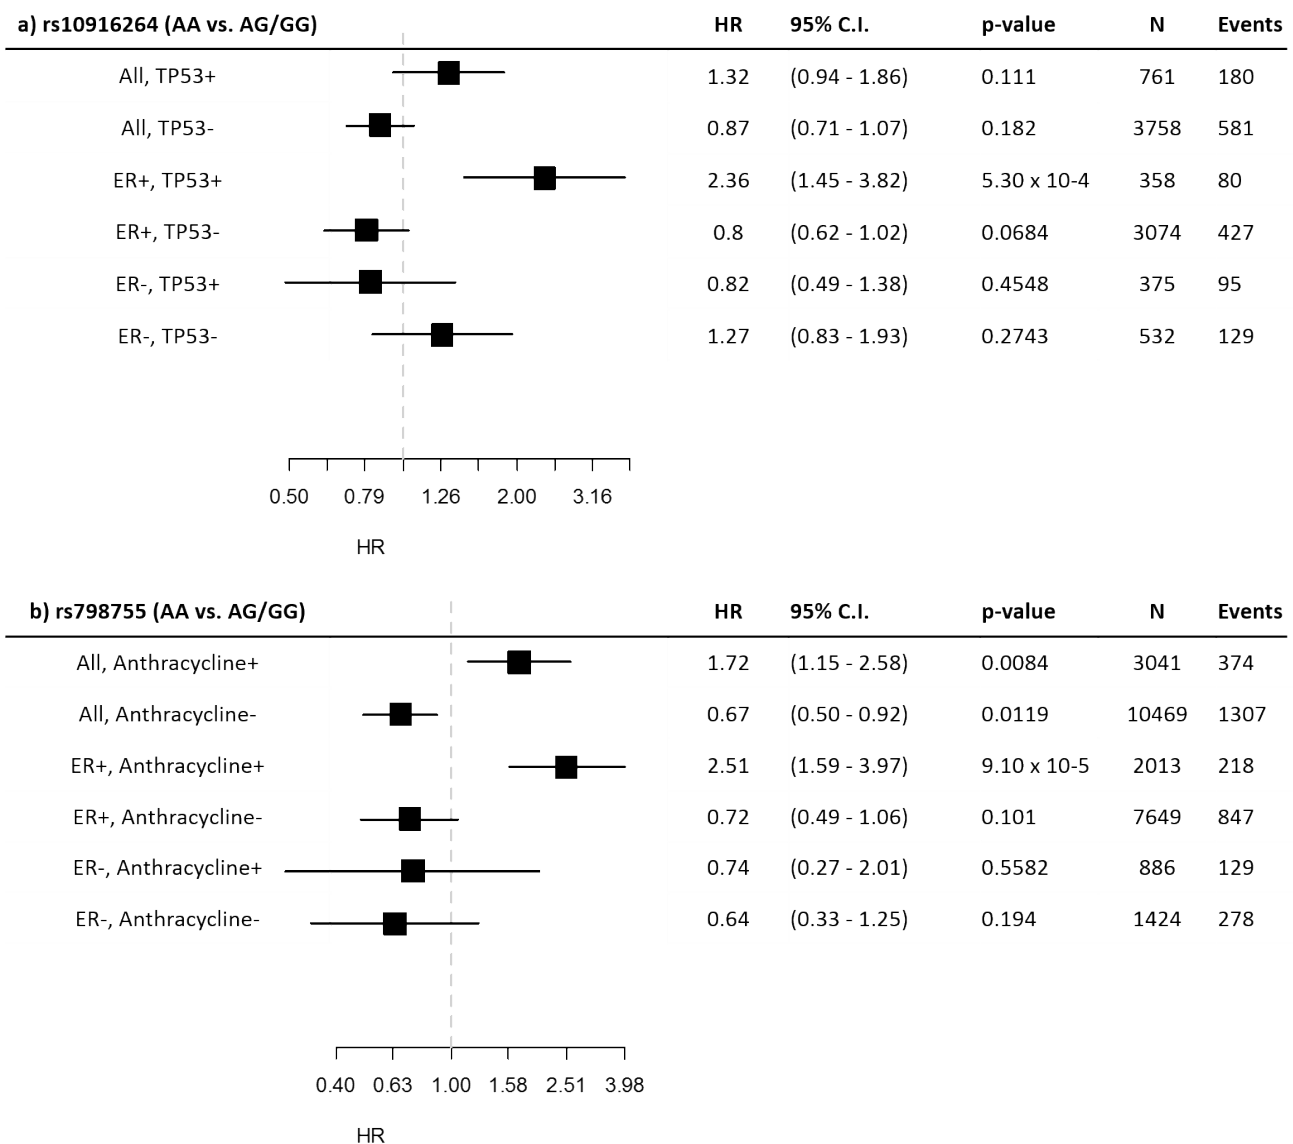 a) rs10916264 (AA vs. AG/GG) HR 95% C.I. p-value N Events
All, TP53+ 1.32 (0.94 - 1.86) 0.111 761 180
All, TP53- 0.87 (0.71 - 1.07) 0.182 3758 581
ER+, TP53+ 2.36 (1.45 - 3.82) 5.30 x 10-4 358 80
ER+, TP53- 0.8 (0.62 - 1.02) 0.0684 3074 427
ER-, TP53+ 0.82 (0.49 - 1.38) 0.4548 375 95
ER-, TP53- 1.27 (0.83 - 1.93) 0.2743 532 129
0.50 0.79 1.26 2.00 3.16
HR
b) rs798755 (AA vs. AG/GG) HR 95% C.I. p-value N Events
All, Anthracycline+ 1.72 (1.15 - 2.58) 0.0084 3041 374
All, Anthracycline- 0.67 (0.50 - 0.92) 0.0119 10469 1307
ER+, Anthracycline+ 2.51 (1.59 - 3.97) 9.10 x 10-5 2013 218
ER+, Anthracycline- 0.72 (0.49 - 1.06) 0.101 7649 847
ER-, Anthracycline+ 0.74 (0.27 - 2.01) 0.5582 886 129
ER-, Anthracycline- 0.64 (0.33 - 1.25) 0.194 1424 278
0.40 0.63 1.00 1.58 2.51 3.98
HR